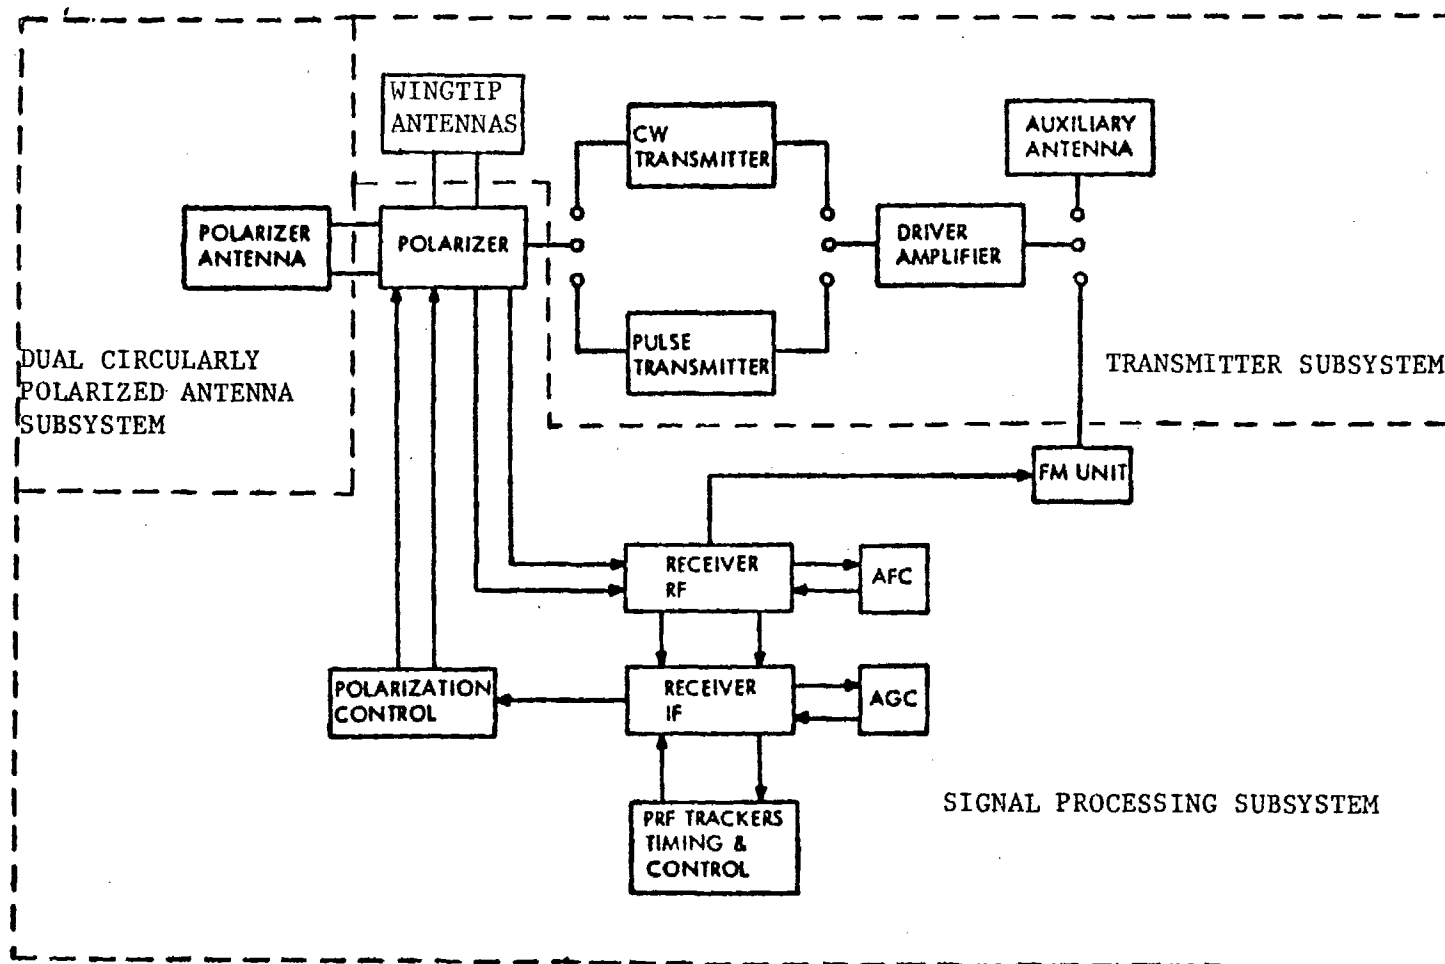 WINGTIP
ANTENNAS
CW
TRANSMITTER
AUXILIARY
ANTENNA
POLARIZER
ANTENNA
POLARIZER
DRIVER
AMPLIFIER
PULSE
TRANSMITTER
DUAL CIRCULARLY
POLARIZED ANTENNA
SUBSYSTEM
TRANSMITTER SUBSYSTEM
FM UNIT
RECEIVER
RF
AFC
POLARIZATION
CONTROL
RECEIVER
IF
AGC
PRF TRACKERS
TIMING &
CONTROL
SIGNAL PROCESSING SUBSYSTEM